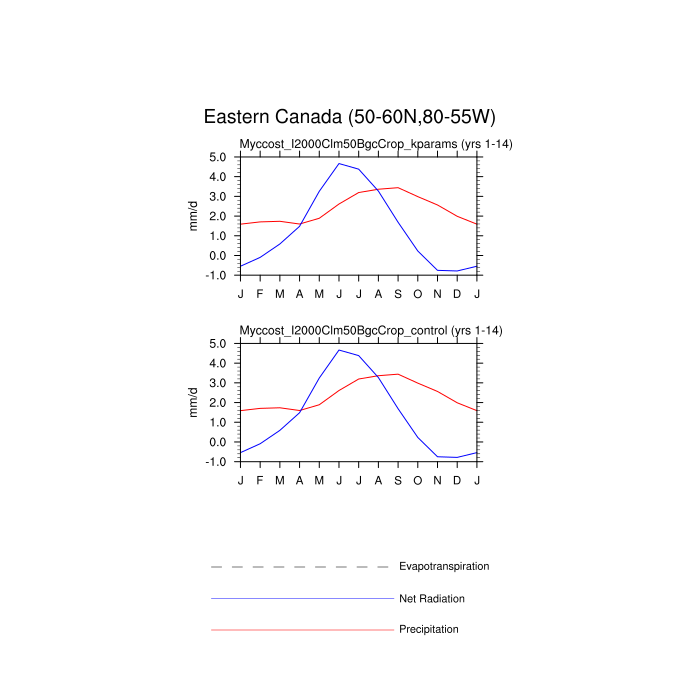 Eastern Canada (50-60N,80-55W)
Myccost_I2000Clm50BgcCrop_kparams (yrs 1-14)
5.0
4.0
3.0
2.0
1.0
0.0
-1.0
mm/d
J F M A M J J A S O N D J
Myccost_I2000Clm50BgcCrop_control (yrs 1-14)
5.0
4.0
3.0
2.0
1.0
0.0
-1.0
mm/d
J F M A M J J A S O N D J
Evapotranspiration
Net Radiation
Precipitation